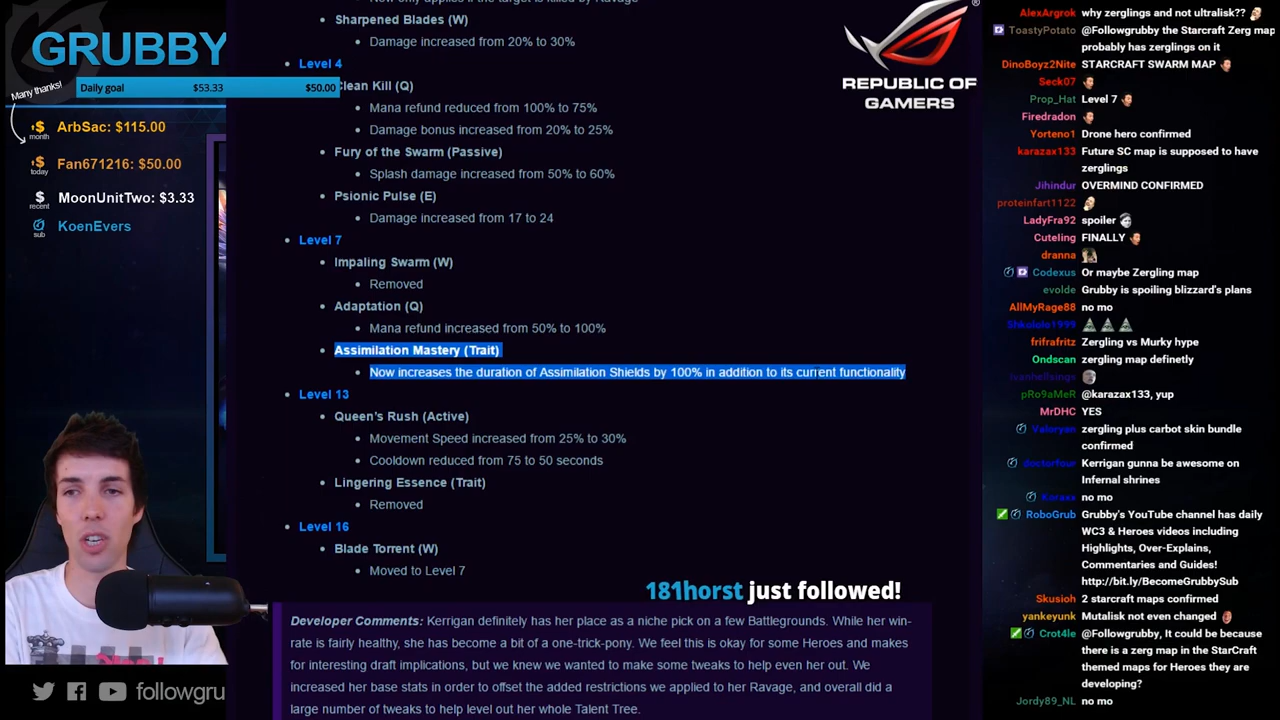 GRUBBY
Many thanks!
Daily goal $53.33 $50.00
$ month ArbSac: $115.00
$ today Fan671216: $50.00
$ recent MoonUnitTwo: $3.33
sub KoenEvers
Sharpened Blades (W)
Damage increased from 20% to 30%
Level 4
Clean Kill (Q)
Mana refund reduced from 100% to 75%
Damage bonus increased from 20% to 25%
Fury of the Swarm (Passive)
Splash damage increased from 50% to 60%
Psionic Pulse (E)
Damage increased from 17 to 24
Level 7
Impaling Swarm (W)
Removed
Adaptation (Q)
Mana refund increased from 50% to 100%
Assimilation Mastery (Trait)
Now increases the duration of Assimilation Shields by 100% in addition to its current functionality
Level 13
Queen's Rush (Active)
Movement Speed increased from 25% to 30%
Cooldown reduced from 75 to 50 seconds
Lingering Essence (Trait)
Removed
Level 16
Blade Torrent (W)
Moved to Level 7
181horst just followed!
Developer Comments: Kerrigan definitely has her place as a niche pick on a few Battlegrounds. While her win-
rate is fairly healthy, she has become a bit of a one-trick-pony. We feel this is okay for some Heroes and makes
for interesting draft implications, but we knew we wanted to make some tweaks to help even her out. We
increased her base stats in order to offset the added restrictions we applied to her Ravage, and overall did a
large number of tweaks to help level out her whole Talent Tree.
followgru
REPUBLIC OF
GAMERS
AlexArgrok why zerglings and not ultralisk??
ToastyPotato @Followgrubby the Starcraft Zerg map
probably has zerglings on it
DinoBoyz2Nite STARCRAFT SWARM MAP
Seck07
Prop_Hat Level 7
Firedradon
Yorteno1 Drone hero confirmed
karazax133 Future SC map is supposed to have
zerglings
Jihindur OVERMIND CONFIRMED
proteinfart1122
LadyFra92 spoiler
Cuteling FINALLY
dranna
Codexus Or maybe Zergling map
evolde Grubby is spoiling blizzard's plans
AllMyRage88 no mo
Shkololo1999
frifrafritz Zergling vs Murky hype
Ondscan zergling map definetly
ivanhellsings
pRo9aMeR @karazax133, yup
MrDHC YES
Valoryan zergling plus carbot skin bundle
confirmed
doctorfour Kerrigan gunna be awesome on
Infernal shrines
Koraxx no mo
RoboGrub Grubby's YouTube channel has daily
WC3 & Heroes videos including
Highlights, Over-Explains,
Commentaries and Guides!
http://bit.ly/BecomeGrubbySub
Skusioh 2 starcraft maps confirmed
yankeyunk Mutalisk not even changed
Crot4le @Followgrubby, It could be because
there is a zerg map in the StarCraft
themed maps for Heroes they are
developing?
Jordy89_NL no mo